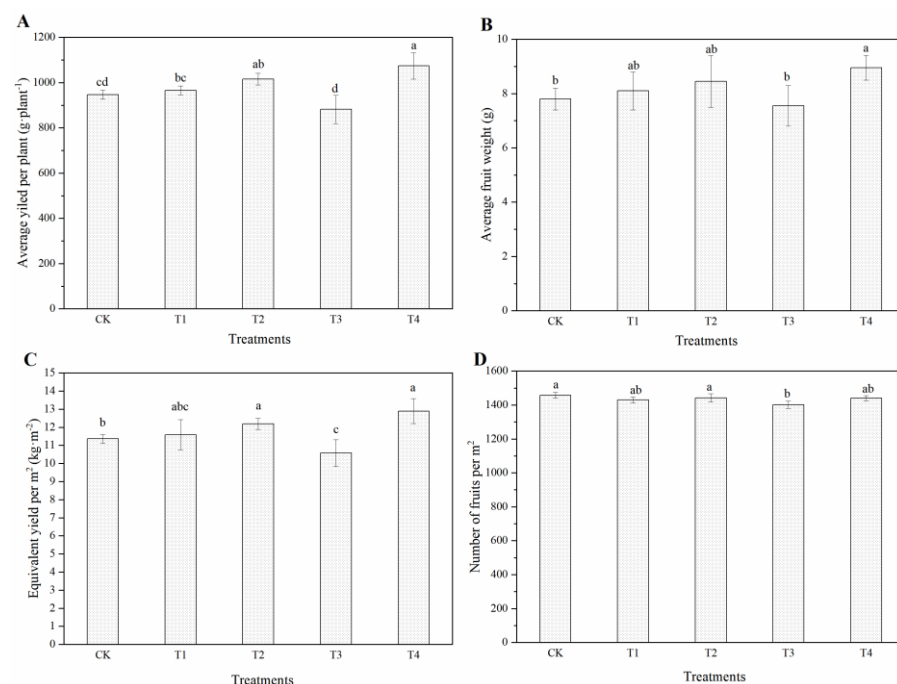 A
Average yiled per plant (g·plant⁻¹)
1200
1000
800
600
400
200
0
cd
bc
ab
d
a
CK T1 T2 T3 T4
Treatments
B
Average fruit weight (g)
10
8
6
4
2
0
b
ab
ab
b
a
CK T1 T2 T3 T4
Treatments
C
Equivalent yield per m² (kg·m⁻²)
15
14
13
12
11
10
9
8
7
6
5
4
3
2
1
0
b
abc
a
c
a
CK T1 T2 T3 T4
Treatments
D
Number of fruits per m²
1600
1400
1200
1000
800
600
400
200
0
a
ab
a
b
ab
CK T1 T2 T3 T4
Treatments